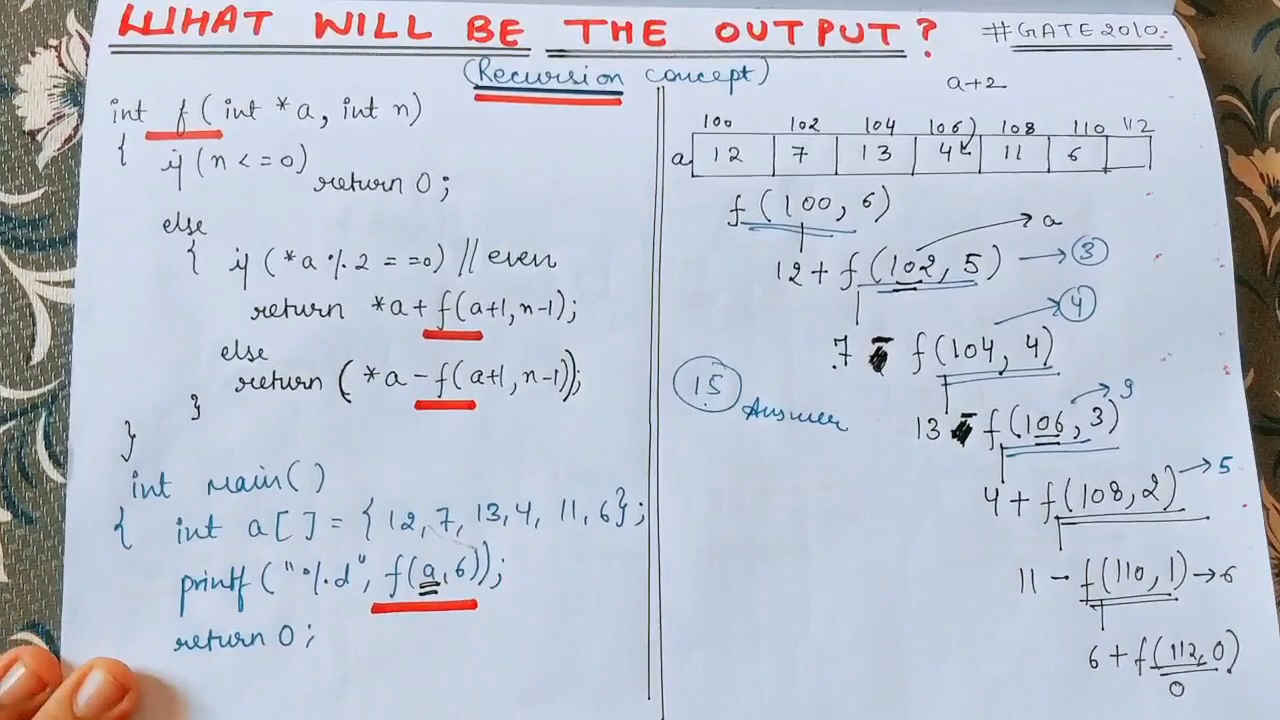 WHAT WILL BE THE OUTPUT? #GATE2010.
(Recursion concept)
int f(int *a, int n)
{
if (n <= 0)
return 0;
else
{ if (*a % 2 == 0) // even
return *a + f(a+1, n-1);
else
return (*a - f(a+1, n-1));
}
}
int main()
{ int a[] = {12, 7, 13, 4, 11, 6};
printf("%d", f(a, 6));
return 0;
a+2
100 102 104 106) 108 110 112
a 12 7 13 4 11 6
f(100, 6)
a
12 + f(102, 5) → 3
4
7 - f(104, 4)
15 Answer
9
13 - f(106, 3)
4 + f(108, 2) → 5
11 - f(110, 1) → 6
6 + f(112, 0)
0